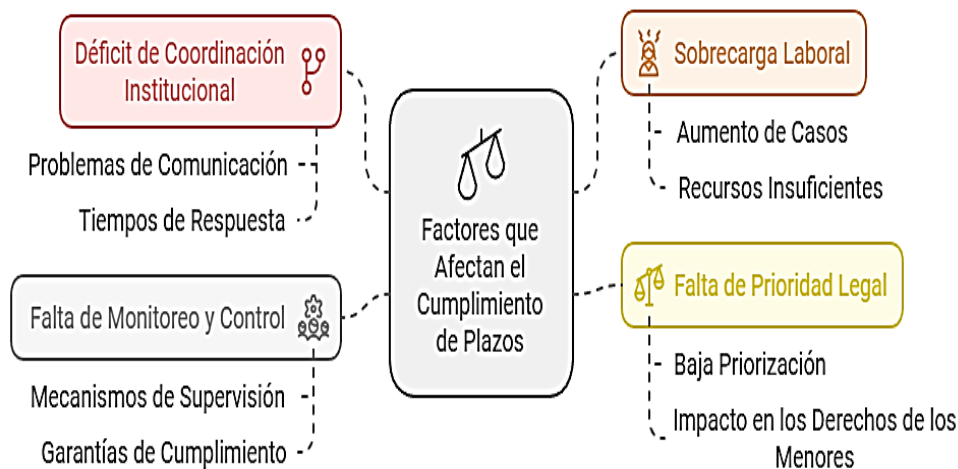 Déficit de Coordinación
Institucional
Problemas de Comunicación
Tiempos de Respuesta
Falta de Monitoreo y Control
Mecanismos de Supervisión
Garantías de Cumplimiento
Factores que
Afectan el
Cumplimiento
de Plazos
Sobrecarga Laboral
Aumento de Casos
Recursos Insuficientes
Falta de Prioridad Legal
Baja Priorización
Impacto en los Derechos de los
Menores